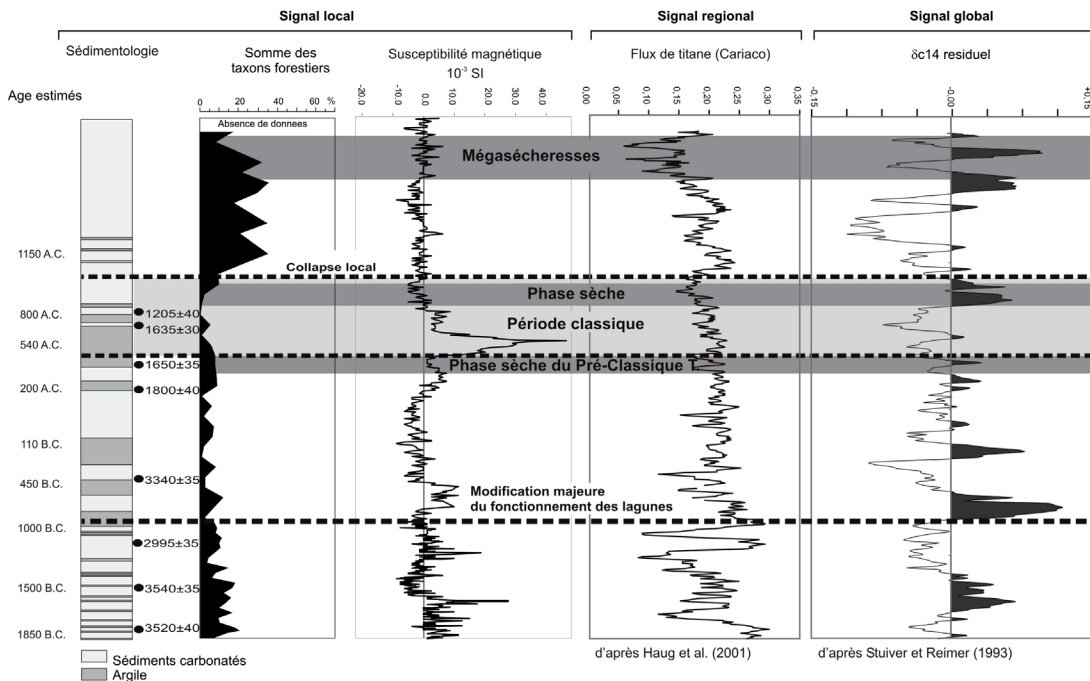 Signal local
Signal regional
Signal global
Sédimentologie
Somme des
taxons forestiers
Susceptibilité magnétique
10⁻³ SI
Flux de titane (Cariaco)
δc14 residuel
Age estimés
0 20 40 60 %
-20.0 -10.0 0.0 10.0 20.0 30.0 40.0
0,00 0,05 0,10 0,15 0,20 0,25 0,30 0,35
-0.15 0.00 +0,15
Absence de donnees
Mégasécheresses
1150 A.C.
Collapse local
Phase sèche
800 A.C.
1205±40
Période classique
1635±30
540 A.C.
1650±35
Phase sèche du Pré-Classique T
200 A.C.
1800±40
110 B.C.
3340±35
450 B.C.
Modification majeure
du fonctionnement des lagunes
1000 B.C.
2995±35
1500 B.C.
3540±35
3520±40
1850 B.C.
d'après Haug et al. (2001)
d'après Stuiver et Reimer (1993)
Sédiments carbonatés
Argile